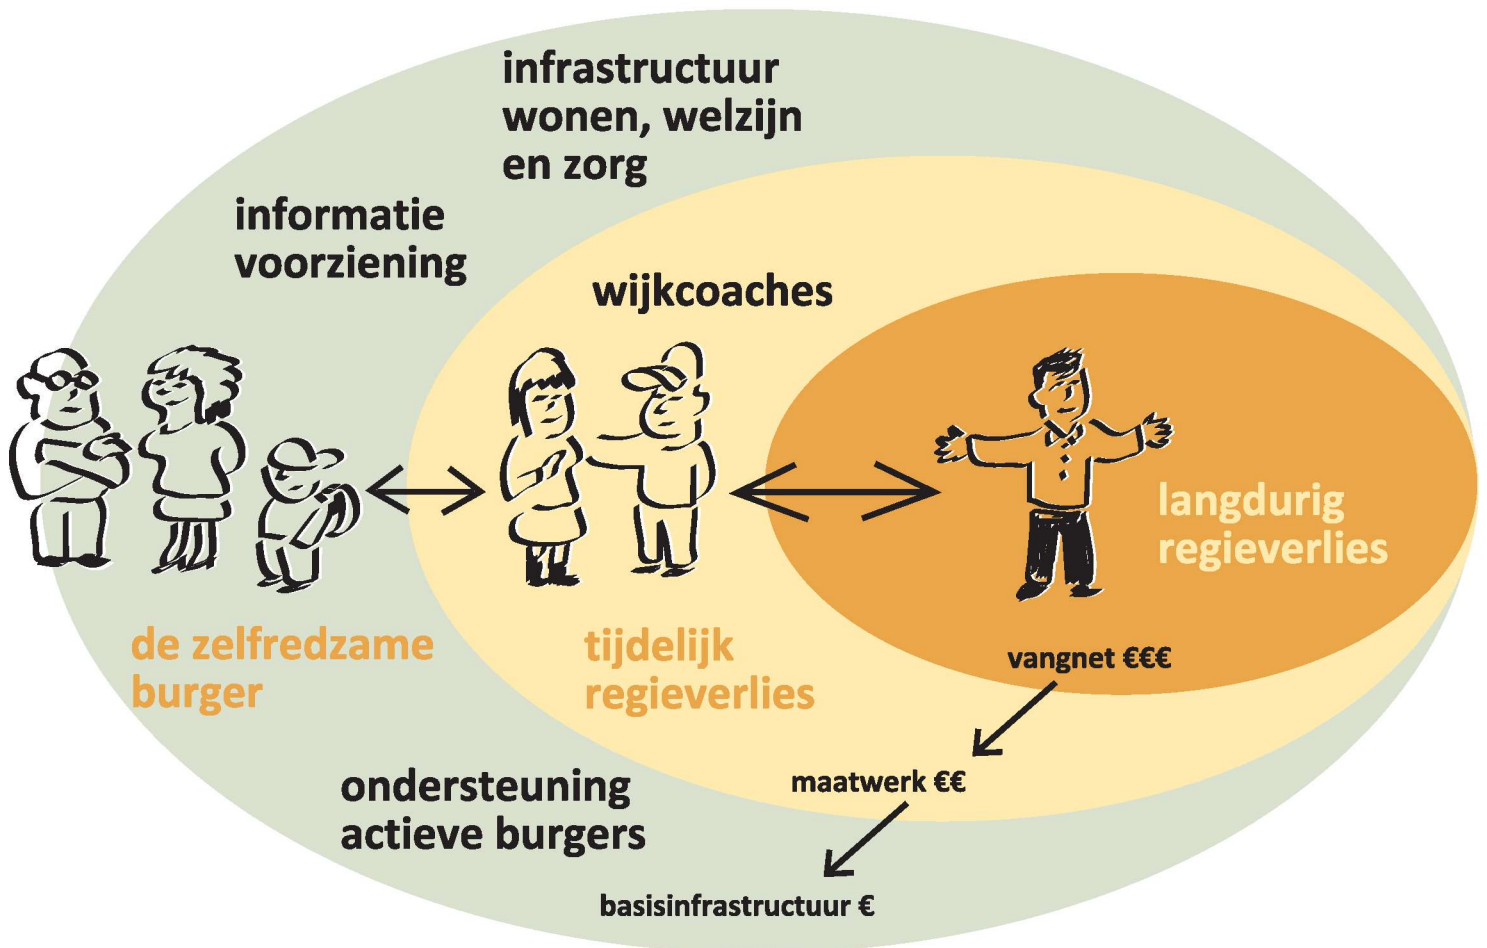 infrastructuur
wonen, welzijn
en zorg
informatie
voorziening
wijkcoaches
langdurig
regieverlies
de zelfredzame
burger
tijdelijk
regieverlies
vangnet €€€
maatwerk €€
ondersteuning
actieve burgers
basisinfrastructuur €